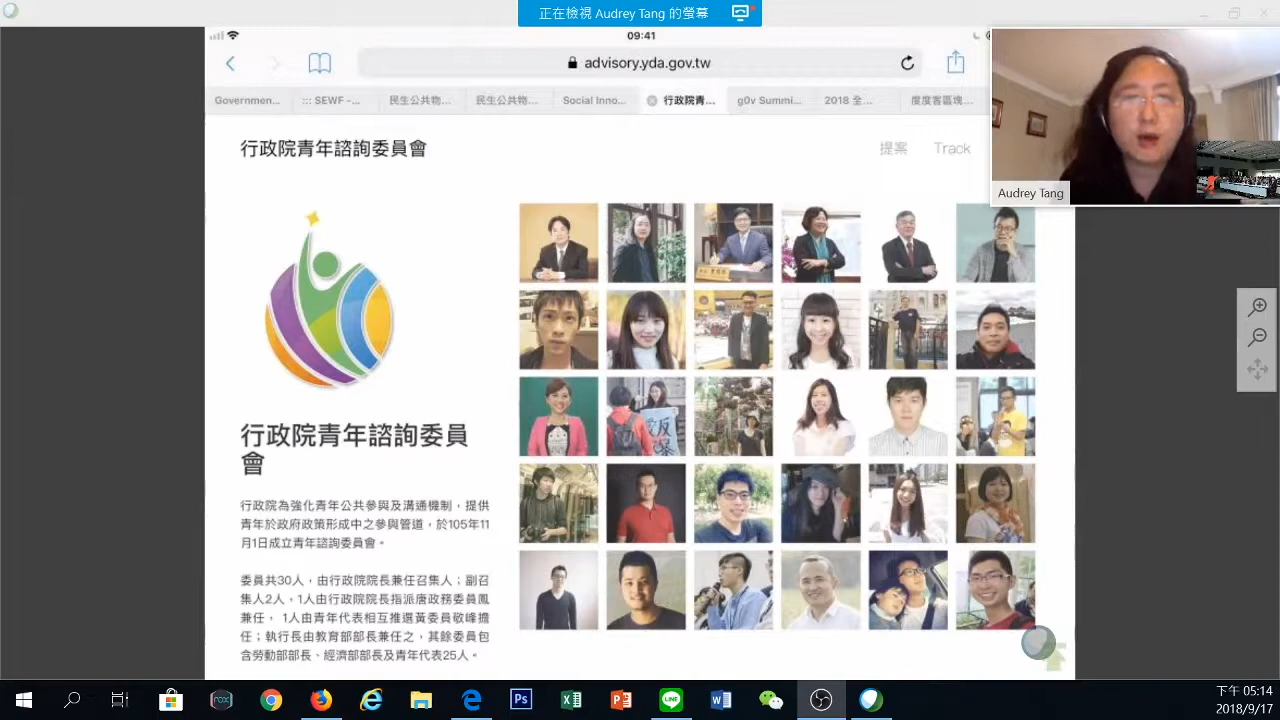 正在檢視 Audrey Tang 的螢幕
09:41
advisory.yda.gov.tw
Governmen...
::: SEWF -...
民生公共物...
民生公共物...
Social Inno...
行政院青...
g0v Summi...
2018 全...
度度客區塊...
行政院青年諮詢委員會
提案
Track
Audrey Tang
行政院青年諮詢委員
會
行政院為強化青年公共參與及溝通機制，提供
青年於政府政策形成中之參與管道，於105年11
月1日成立青年諮詢委員會。
委員共30人，由行政院院長兼任召集人；副召
集人2人，1人由行政院院長指派唐政務委員鳳
兼任， 1人由青年代表相互推選黃委員敬峰擔
任；執行長由教育部部長兼任之，其餘委員包
含勞動部部長、經濟部部長及青年代表25人。
反
Ps
LINE
下午 05:14
2018/9/17